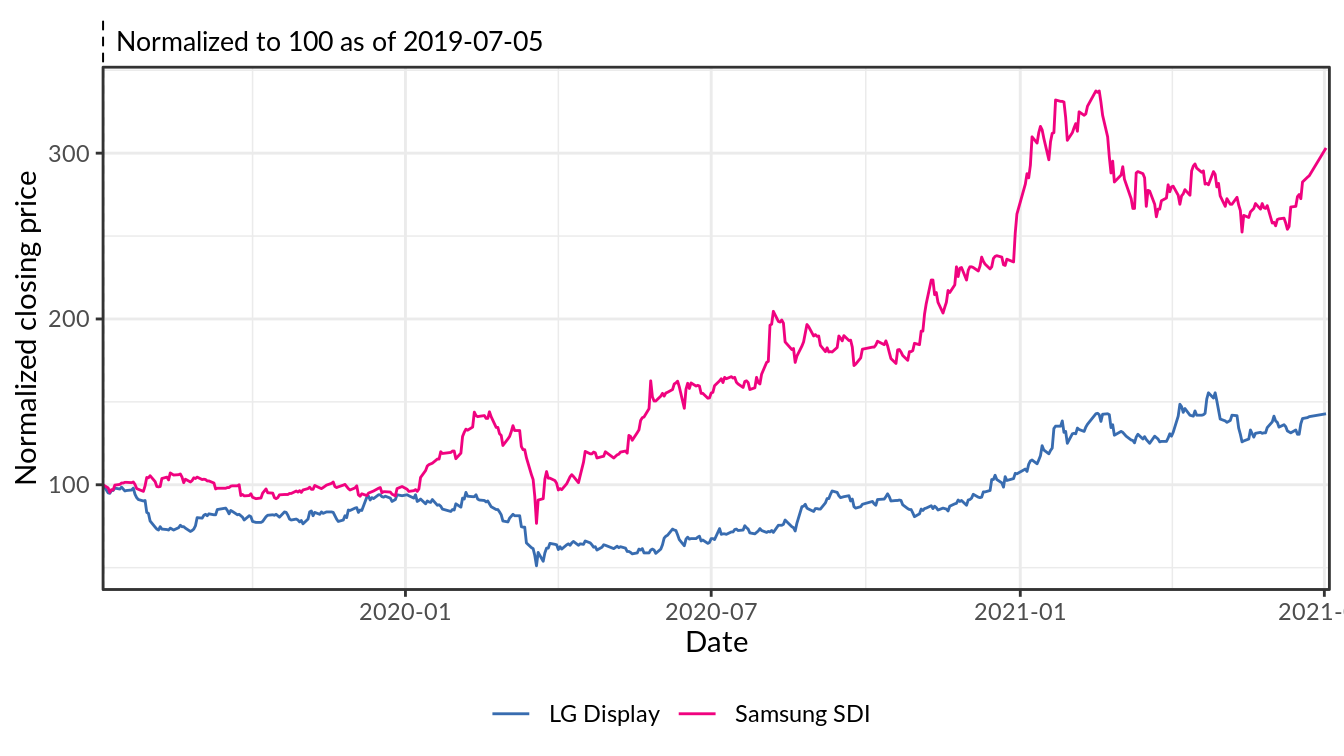 Normalized to 100 as of 2019-07-05
Normalized closing price
300
200
100
2020-01
2020-07
2021-01
2021-
Date
LG Display
Samsung SDI